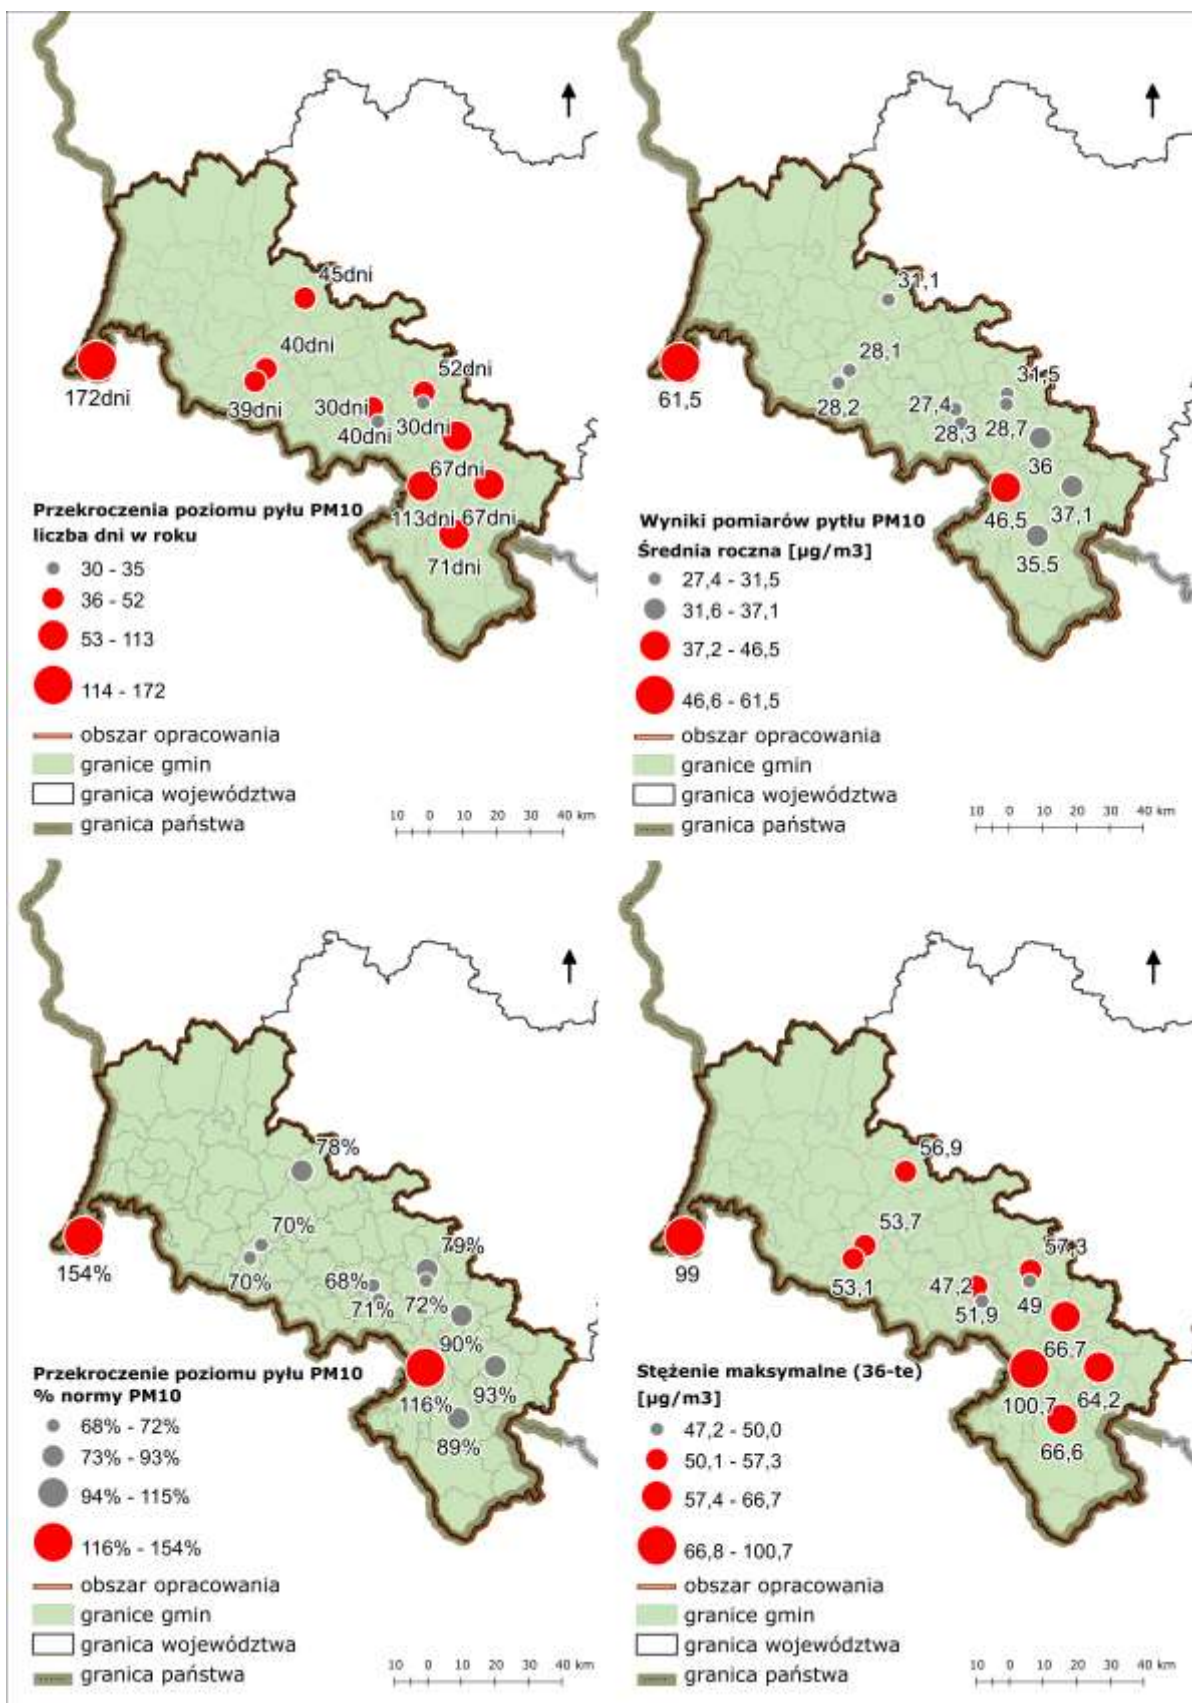 45dni
40dni
52dni
172dni
39dni
30dni
40dni
30dni
67dni
113dni
67dni
71dni
Przekroczenia poziomu pyłu PM10
liczba dni w roku
30 - 35
36 - 52
53 - 113
114 - 172
obszar opracowania
granice gmin
granica województwa
granica państwa
10 0 10 20 30 40 km
31,1
28,1
31,5
61,5
28,2
27,4
28,3
28,7
36
46,5
37,1
35,5
Wyniki pomiarów pytłu PM10
Średnia roczna [µg/m3]
27,4 - 31,5
31,6 - 37,1
37,2 - 46,5
46,6 - 61,5
obszar opracowania
granice gmin
granica województwa
granica państwa
10 0 10 20 30 40 km
78%
70%
79%
154%
70%
68%
71%
72%
90%
116%
93%
89%
Przekroczenie poziomu pyłu PM10
% normy PM10
68% - 72%
73% - 93%
94% - 115%
116% - 154%
obszar opracowania
granice gmin
granica województwa
granica państwa
10 0 10 20 30 40 km
56,9
53,7
57,3
99
53,1
47,2
51,9
49
66,7
100,7
64,2
66,6
Stężenie maksymalne (36-te)
[µg/m3]
47,2 - 50,0
50,1 - 57,3
57,4 - 66,7
66,8 - 100,7
obszar opracowania
granice gmin
granica województwa
granica państwa
10 0 10 20 30 40 km